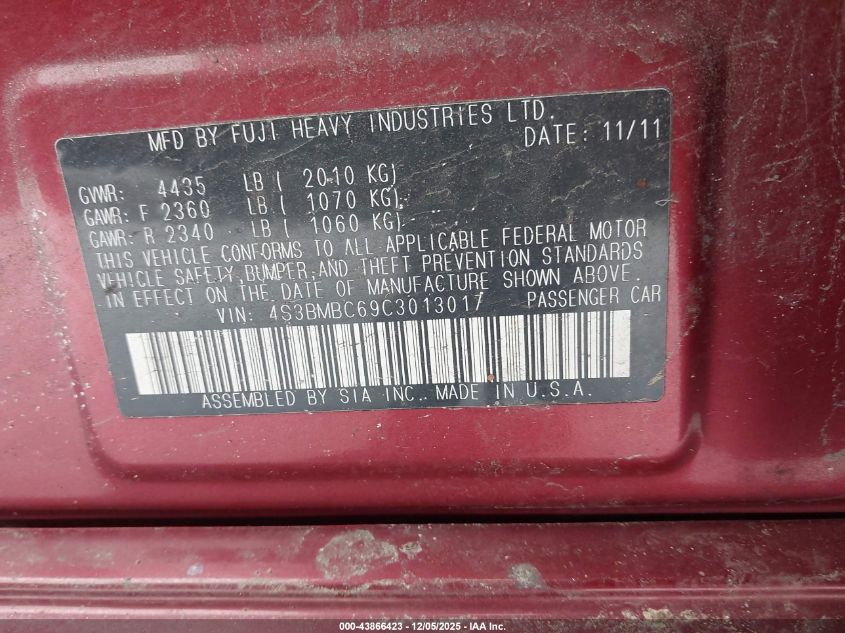 MFD BY FUJI HEAVY INDUSTRIES LTD.
DATE: 11/11
GVWR: 4435 LB ( 2010 KG)
GAWR: F 2360 LB ( 1070 KG)
GAWR: R 2340 LB ( 1060 KG)
THIS VEHICLE CONFORMS TO ALL APPLICABLE FEDERAL MOTOR
VEHICLE SAFETY, BUMPER, AND THEFT PREVENTION STANDARDS
IN EFFECT ON THE DATE OF MANUFACTURE SHOWN ABOVE.
VIN: 4S3BMBC69C3013017 PASSENGER CAR
ASSEMBLED BY SIA INC. MADE IN U.S.A.
000-43866423 - 12/05/2025 - IAA Inc.